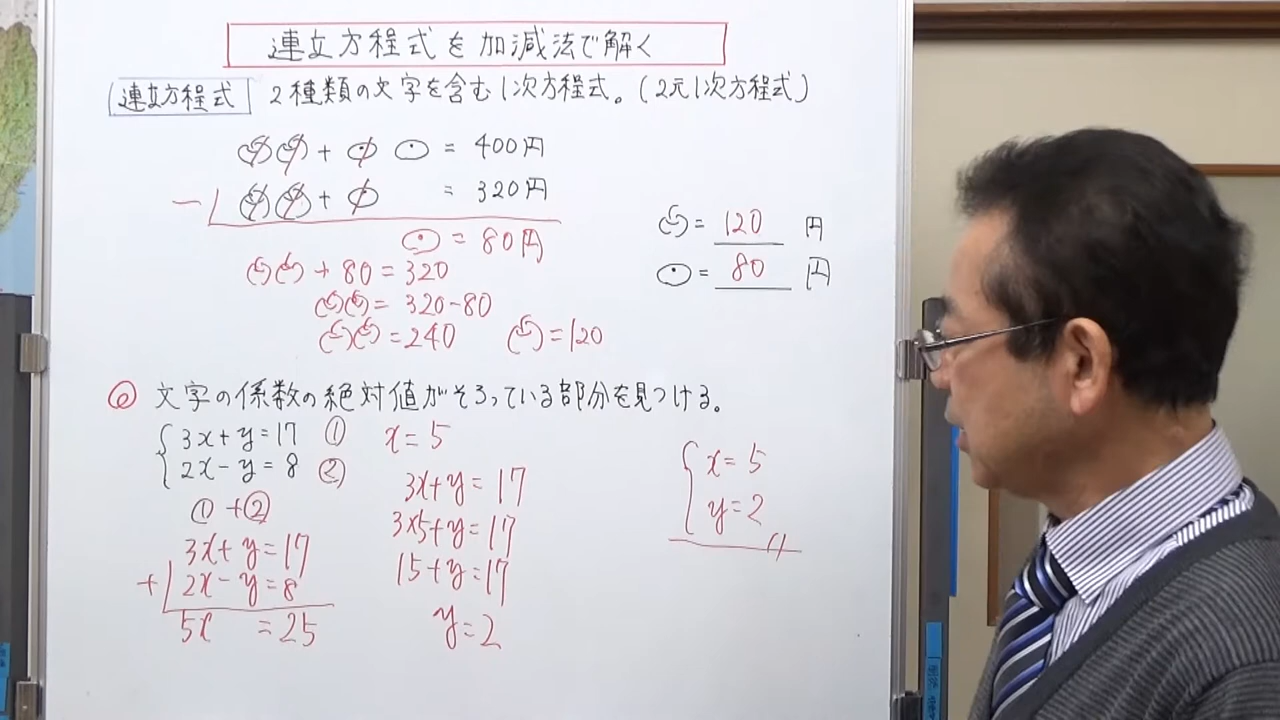 連立方程式を加減法で解く
連立方程式 2種類の文字を含む1次方程式。(2元1次方程式)
+ = 400円
- + = 320円
= 80円
+ 80 = 320
= 320-80
= 240
= 120
= 120 円
= 80 円
◎ 文字の係数の絶対値がそろっている部分を見つける。
3x+y=17 ①
2x-y=8 ②
①+②
3x+y=17
+ 2x-y=8
5x =25
x=5
3x+y=17
3×5+y=17
15+y=17
y=2
x=5
y=2